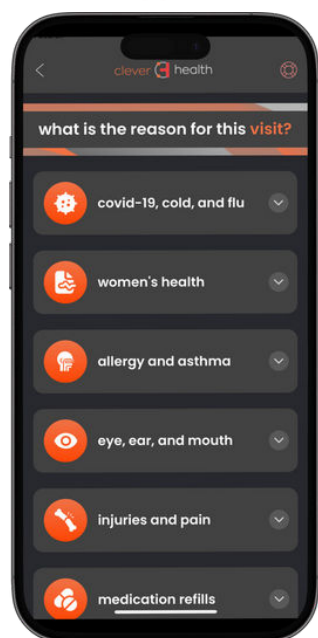 clever health
what is the reason for this visit?
covid-19, cold, and flu
women's health
allergy and asthma
eye, ear, and mouth
injuries and pain
medication refills